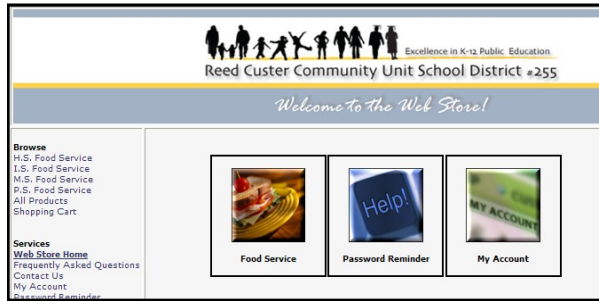 Excellence in K-12 Public Education
Reed Custer Community Unit School District #255
Welcome to the Web Store!
Browse
H.S. Food Service
I.S. Food Service
M.S. Food Service
P.S. Food Service
All Products
Shopping Cart
Services
Web Store Home
Frequently Asked Questions
Contact Us
My Account
Password Reminder
Help!
MY ACCOUNT
Food Service
Password Reminder
My Account